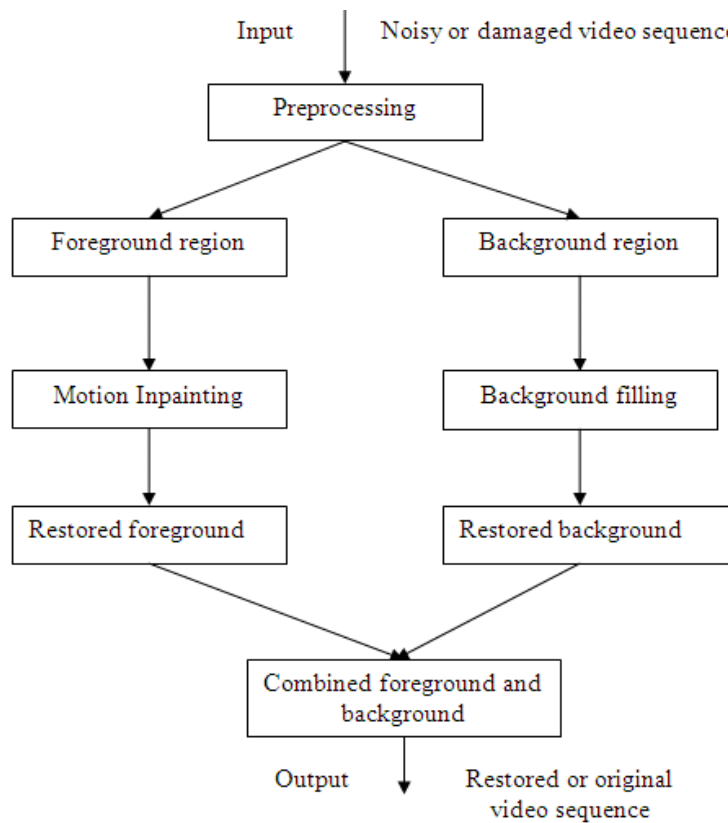 Input Noisy or damaged video sequence
Preprocessing
Foreground region Background region
Motion Inpainting Background filling
Restored foreground Restored background
Combined foreground and
background
Output Restored or original
video sequence